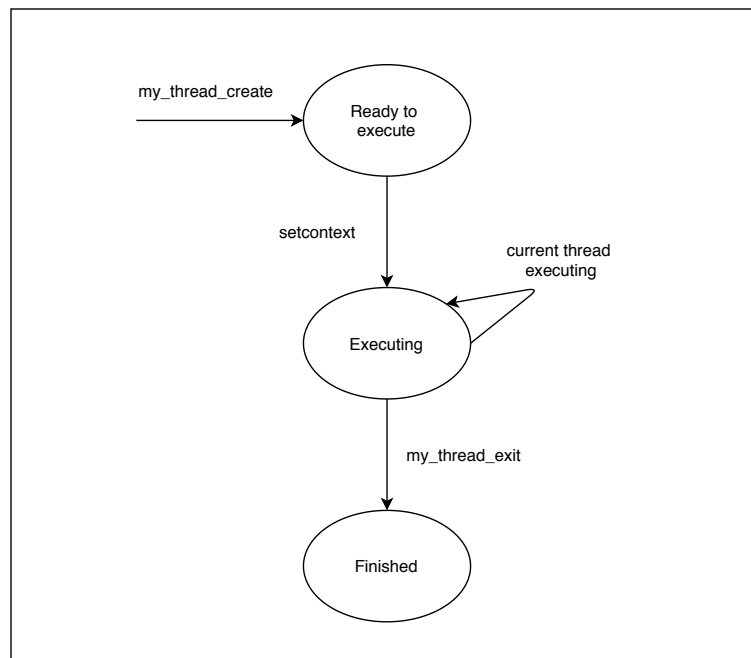 my_thread_create
Ready to
execute
setcontext
current thread
executing
Executing
my_thread_exit
Finished